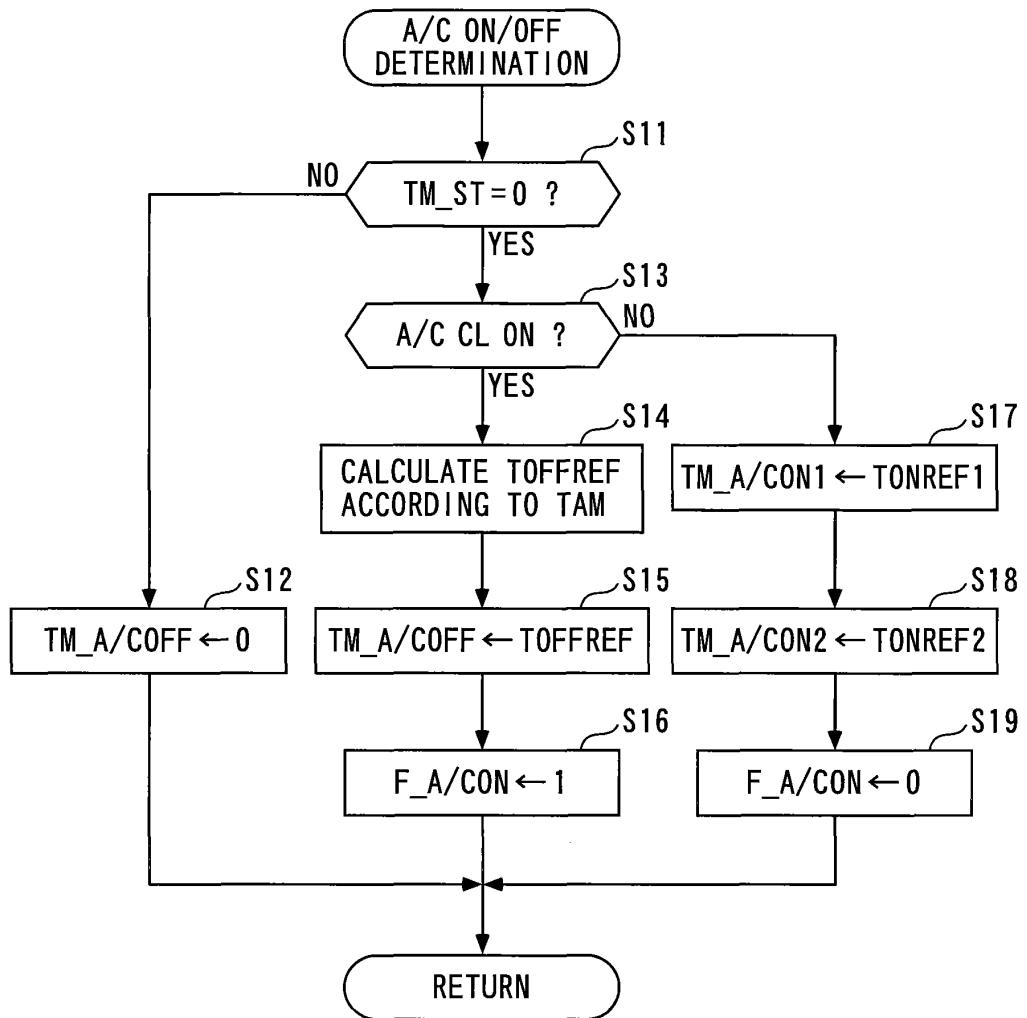 A/C ON/OFF
DETERMINATION
S11
TM_ST=0 ?
NO
YES
S13
A/C CL ON ?
NO
YES
S14
CALCULATE TOFFREF
ACCORDING TO TAM
S17
TM_A/CON1←TONREF1
S12
TM_A/COFF←0
S15
TM_A/COFF←TOFFREF
S18
TM_A/CON2←TONREF2
S16
F_A/CON←1
S19
F_A/CON←0
RETURN